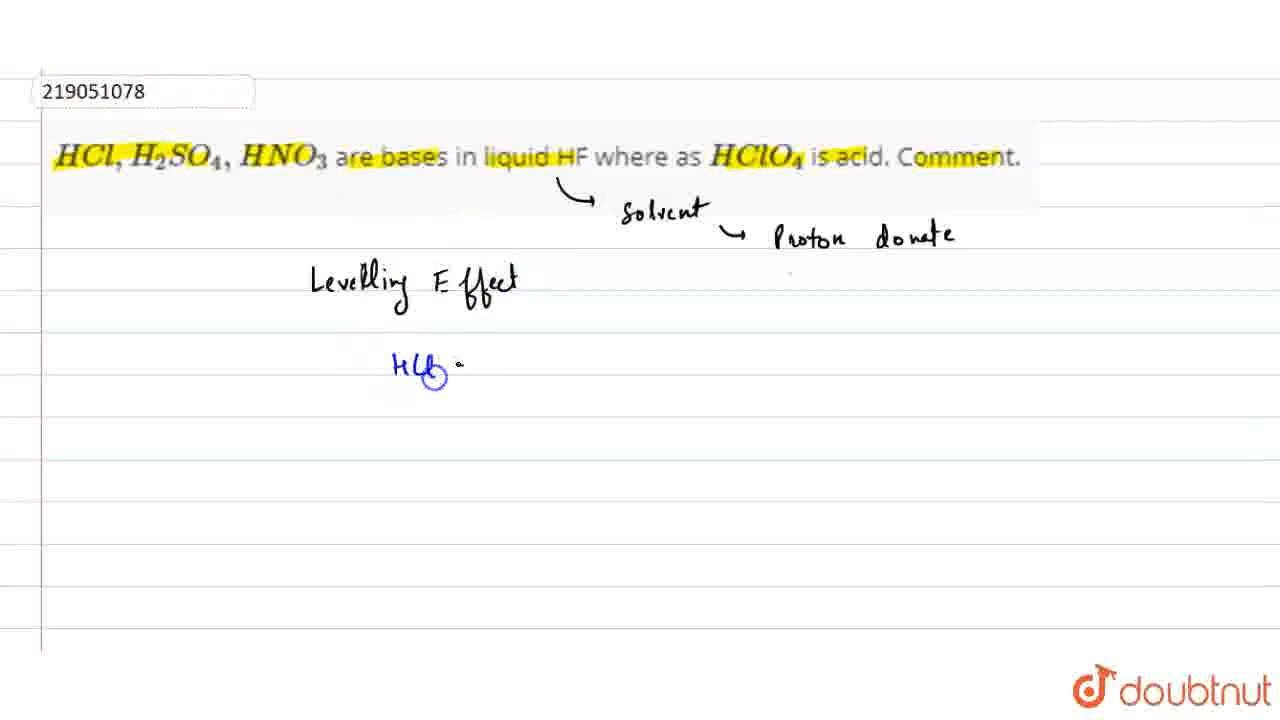 219051078
HCl, H₂SO₄, HNO₃ are bases in liquid HF where as HClO₄ is acid. Comment.
Solvent
Proton donate
Levelling Effect
doubtnut